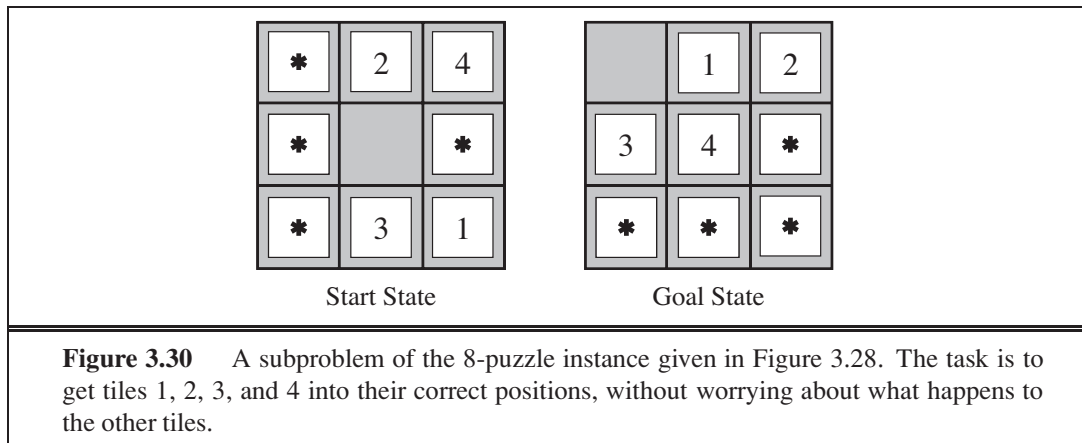 ✱ 2 4
✱ ✱
✱ 3 1
Start State
1 2
3 4 ✱
✱ ✱ ✱
Goal State
Figure 3.30 A subproblem of the 8-puzzle instance given in Figure 3.28. The task is to
get tiles 1, 2, 3, and 4 into their correct positions, without worrying about what happens to
the other tiles.